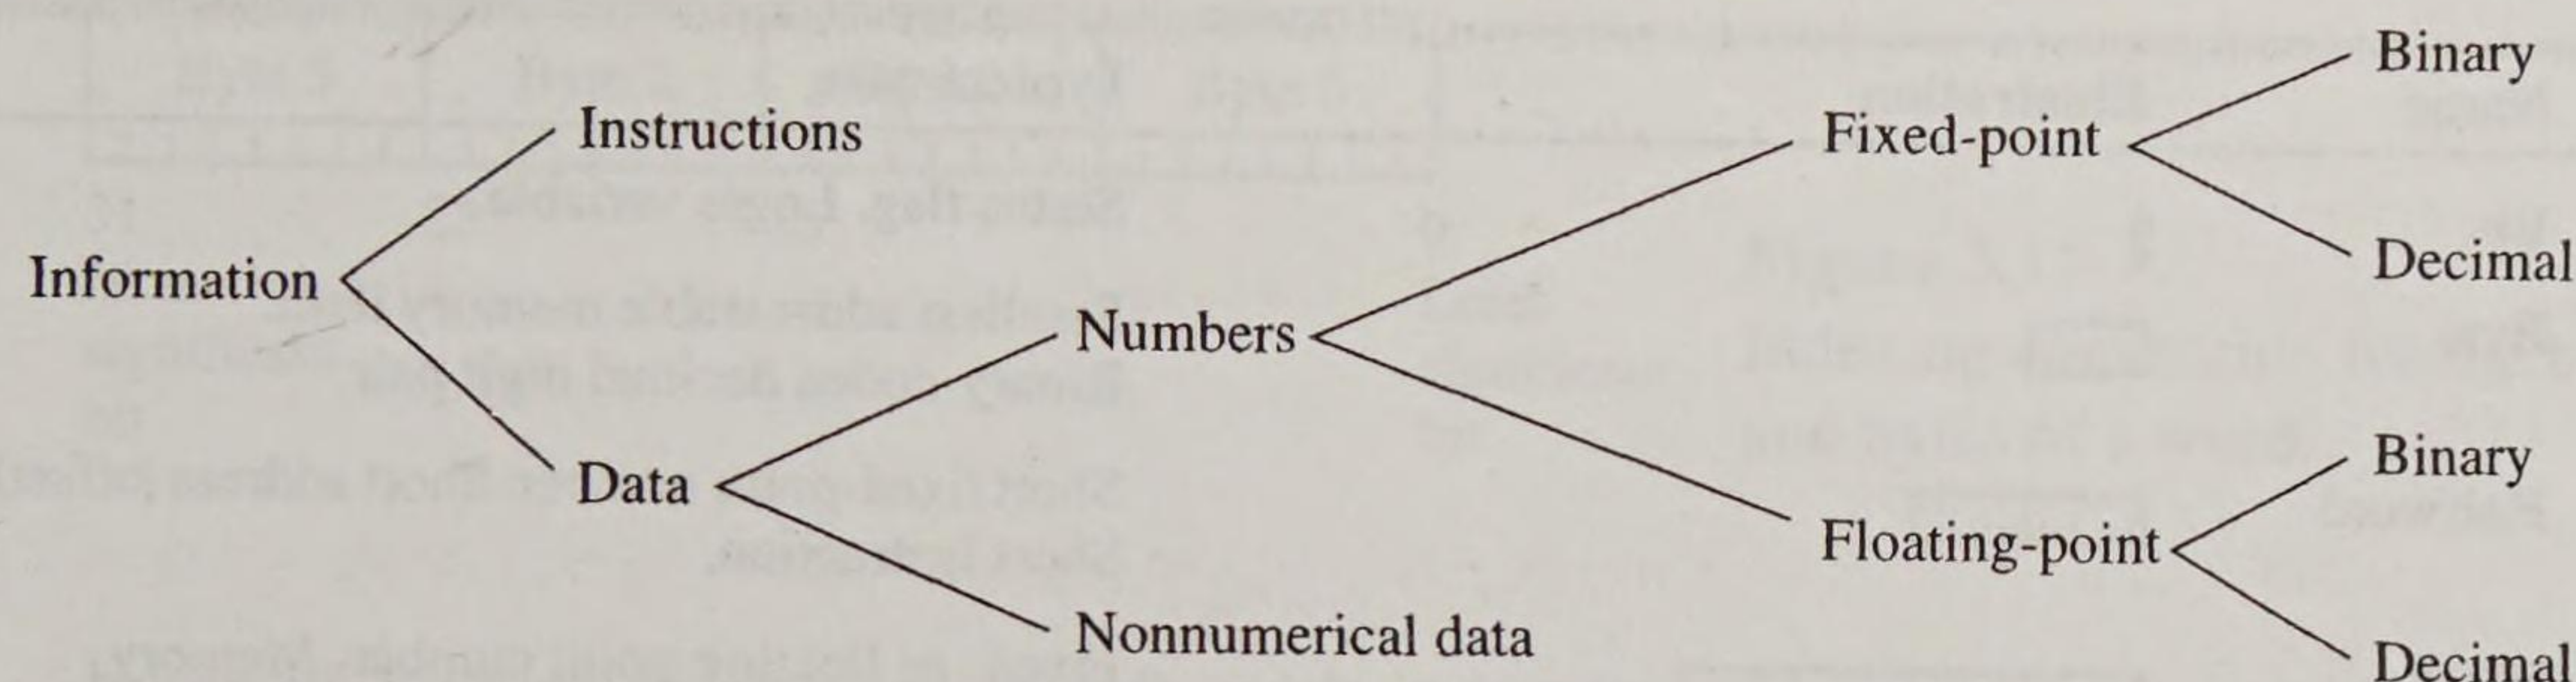 Binary
Instructions
Fixed-point
Information
Decimal
Numbers
Binary
Data
Floating-point
Nonnumerical data
Decimal